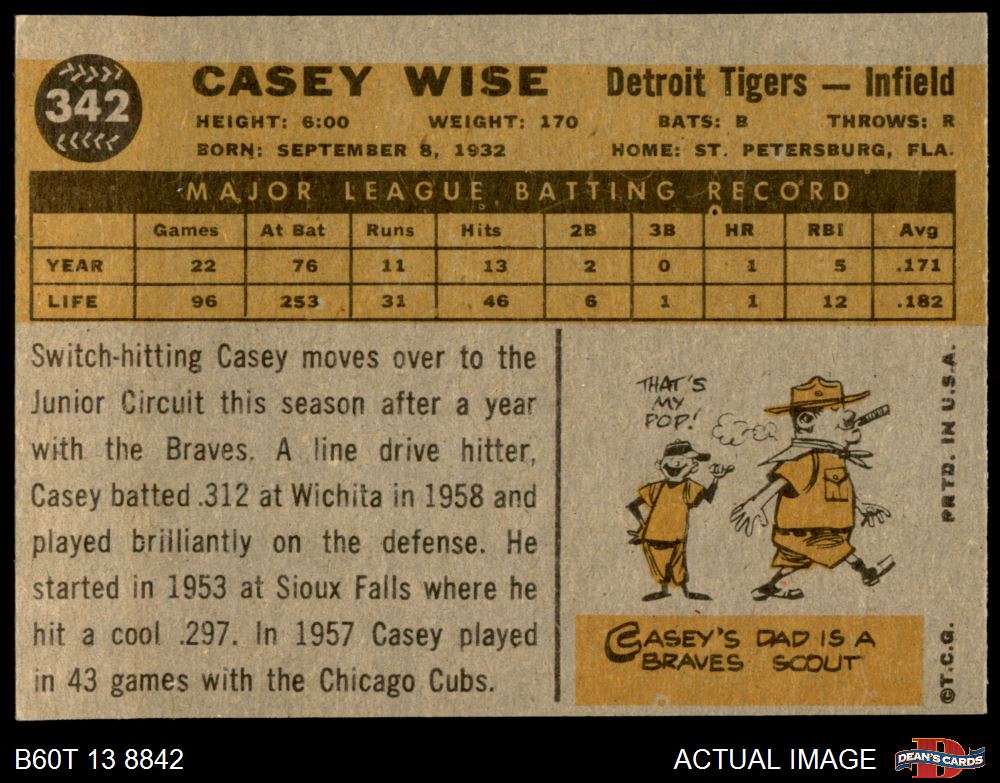 342
CASEY WISE
Detroit Tigers — Infield
HEIGHT: 6:00 WEIGHT: 170 BATS: B THROWS: R
BORN: SEPTEMBER 8, 1932 HOME: ST. PETERSBURG, FLA.
MAJOR LEAGUE BATTING RECORD
Games At Bat Runs Hits 2B 3B HR RBI Avg
YEAR 22 76 11 13 2 0 1 5 .171
LIFE 96 253 31 46 6 1 1 12 .182
Switch-hitting Casey moves over to the
Junior Circuit this season after a year
with the Braves. A line drive hitter,
Casey batted .312 at Wichita in 1958 and
played brilliantly on the defense. He
started in 1953 at Sioux Falls where he
hit a cool .297. In 1957 Casey played
in 43 games with the Chicago Cubs.
THAT'S
MY
POP!
CASEY'S DAD IS A
BRAVES SCOUT
©T.C.G. PRTD. IN U.S.A.
B60T 13 8842
ACTUAL IMAGE
D
DEAN'S CARDS